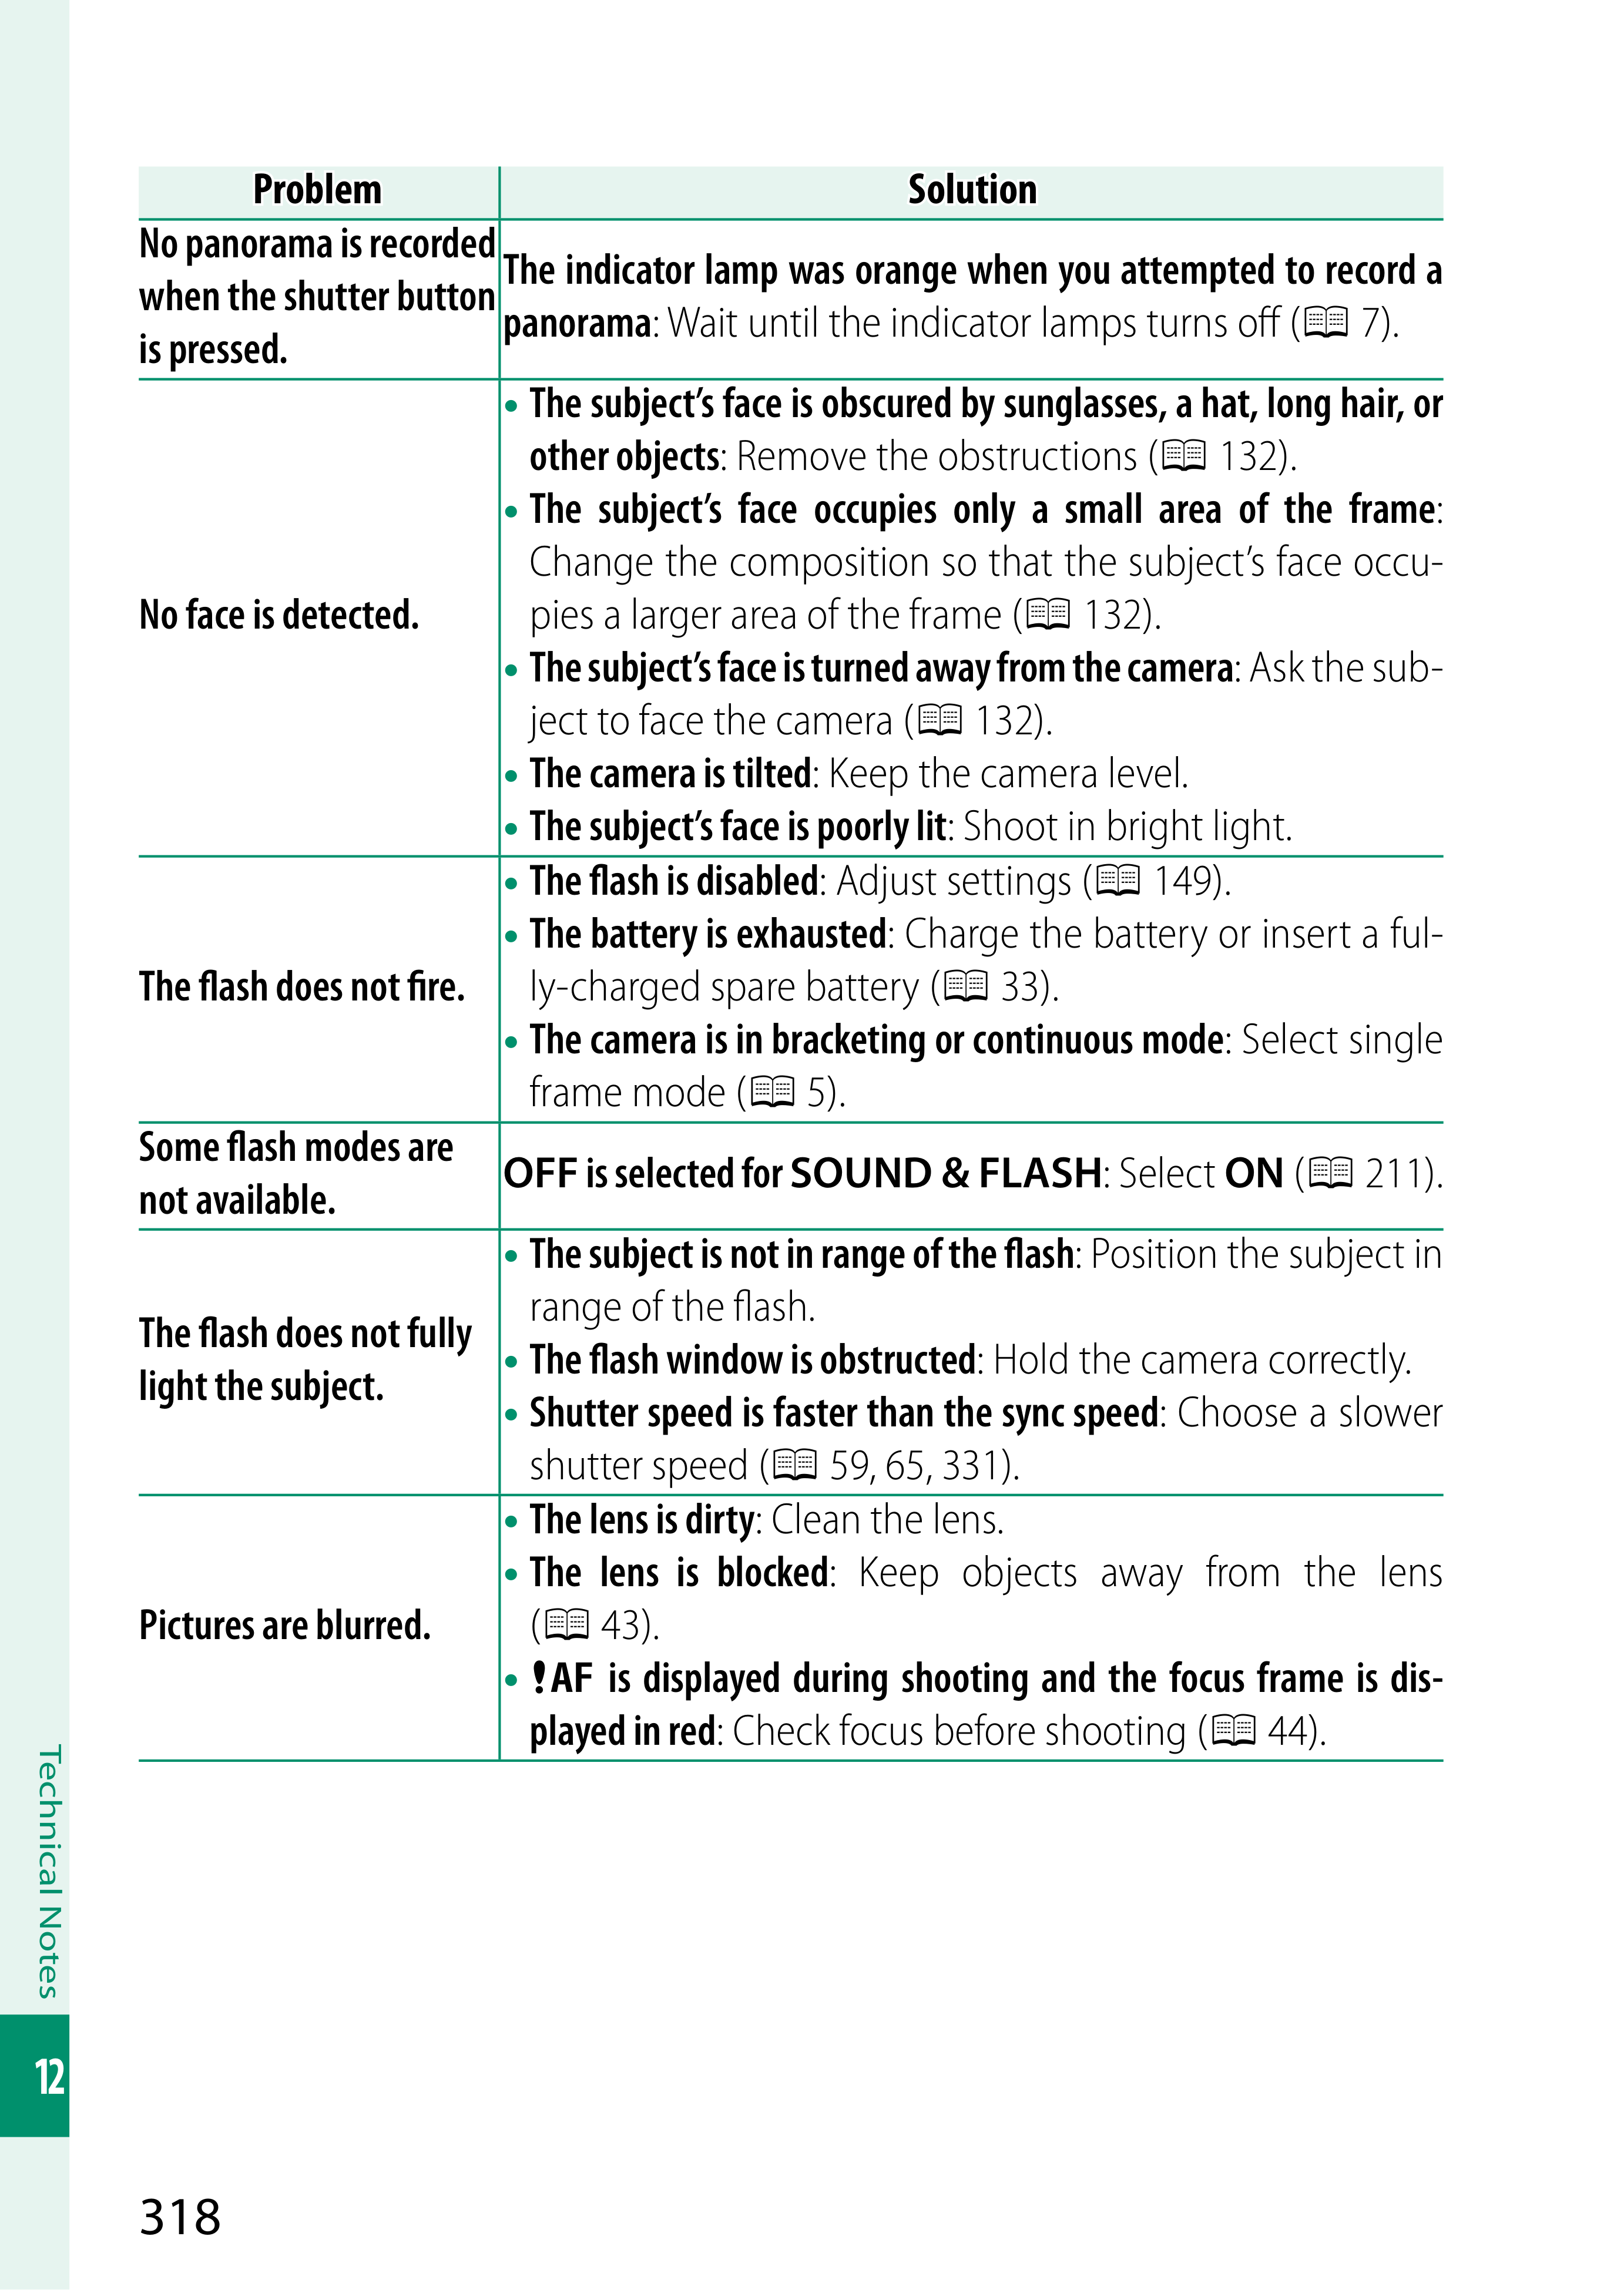 Problem
Solution
No panorama is recorded
when the shutter button
is pressed.
The indicator lamp was orange when you attempted to record a
panorama: Wait until the indicator lamps turns off (📖 7).
No face is detected.
• The subject’s face is obscured by sunglasses, a hat, long hair, or
other objects: Remove the obstructions (📖 132).
• The subject’s face occupies only a small area of the frame:
Change the composition so that the subject’s face occu-
pies a larger area of the frame (📖 132).
• The subject’s face is turned away from the camera: Ask the sub-
ject to face the camera (📖 132).
• The camera is tilted: Keep the camera level.
• The subject’s face is poorly lit: Shoot in bright light.
The flash does not fire.
• The flash is disabled: Adjust settings (📖 149).
• The battery is exhausted: Charge the battery or insert a ful-
ly-charged spare battery (📖 33).
• The camera is in bracketing or continuous mode: Select single
frame mode (📖 5).
Some flash modes are
not available.
OFF is selected for SOUND & FLASH: Select ON (📖 211).
The flash does not fully
light the subject.
• The subject is not in range of the flash: Position the subject in
range of the flash.
• The flash window is obstructed: Hold the camera correctly.
• Shutter speed is faster than the sync speed: Choose a slower
shutter speed (📖 59, 65, 331).
Pictures are blurred.
• The lens is dirty: Clean the lens.
• The lens is blocked: Keep objects away from the lens
(📖 43).
• !AF is displayed during shooting and the focus frame is dis-
played in red: Check focus before shooting (📖 44).
Technical Notes
12
318